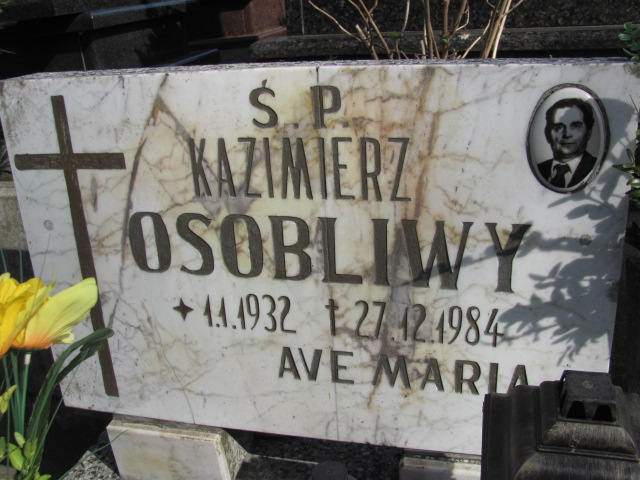 Ś. P.
KAZIMIERZ
OSOBLIWY
1.1.1932 † 27.12.1984
AVE MARIA